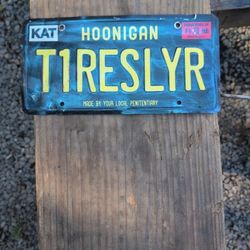 KAT
HOONIGAN
T1RESLYR
MADE BY YOUR LOCAL PENITENTIARY